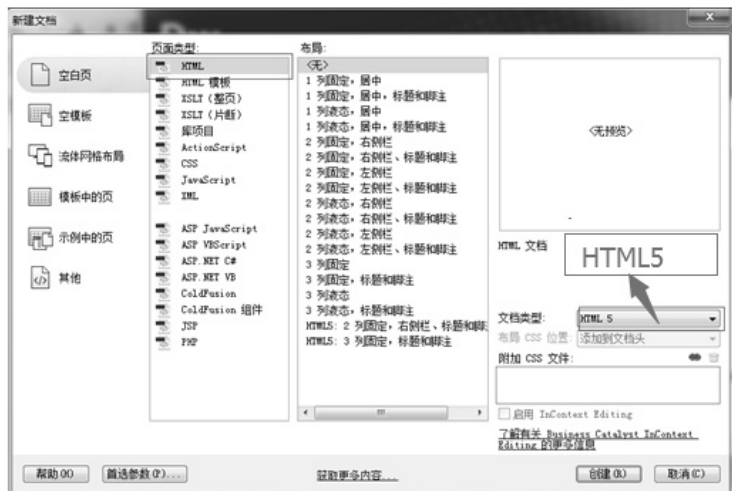 新建文档
空白页
空模板
流体网格布局
模板中的页
示例中的页
其他
页面类型:
HTML
HTML 模板
XSLT（整页）
XSLT（片断）
库项目
ActionScript
CSS
JavaScript
XML
ASP JavaScript
ASP VBScript
ASP.NET C#
ASP.NET VB
ColdFusion
ColdFusion 组件
JSP
PHP
布局:
<无>
1 列固定，居中
1 列固定，居中，标题和脚注
1 列液态，居中
1 列液态，居中，标题和脚注
2 列固定，右侧栏
2 列固定，右侧栏、标题和脚注
2 列固定，左侧栏
2 列固定，左侧栏、标题和脚注
2 列液态，右侧栏
2 列液态，右侧栏、标题和脚注
2 列液态，左侧栏
2 列液态，左侧栏、标题和脚注
3 列固定
3 列固定，标题和脚注
3 列液态
3 列液态，标题和脚注
HTML5: 2 列固定，右侧栏、标题和脚
HTML5: 3 列固定，标题和脚注
<无预览>
HTML 文档
HTML5
文档类型: HTML 5
布局 CSS 位置: 添加到文档头
附加 CSS 文件:
启用 InContext Editing
了解有关 Business Catalyst InContext
Editing 的更多信息
帮助(H) 首选参数(P)... 获取更多内容... 创建(R) 取消(C)